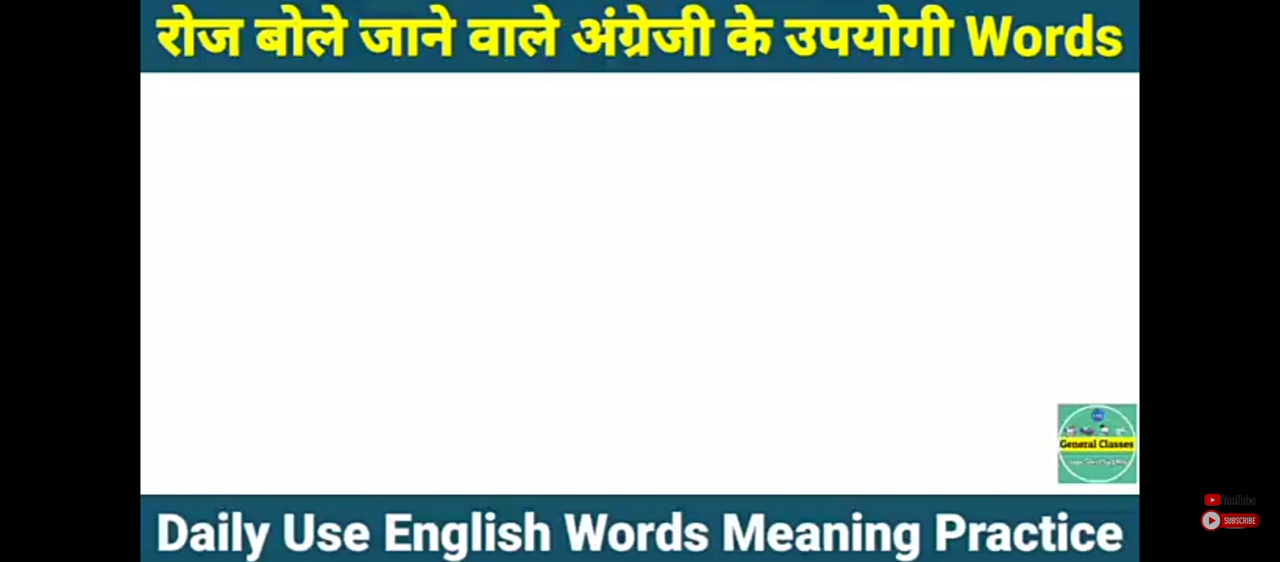 रोज बोले जाने वाले अंग्रेजी के उपयोगी Words
General Classes
YouTube
SUBSCRIBE
Daily Use English Words Meaning Practice